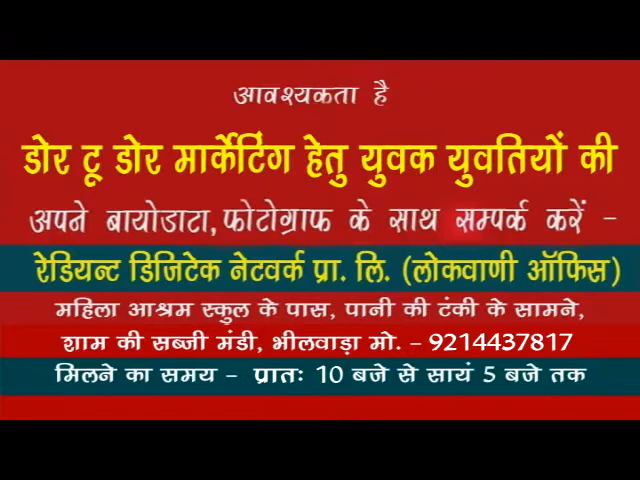 आवश्यकता है
डोर टू डोर मार्केटिंग हेतु युवक युवतियों की
अपने बायोडाटा, फोटोग्राफ के साथ सम्पर्क करें -
रेडियन्ट डिजिटेक नेटवर्क प्रा. लि. (लोकवाणी ऑफिस)
महिला आश्रम स्कुल के पास, पानी की टंकी के सामने,
शाम की सब्जी मंडी, भीलवाड़ा मो. - 9214437817
मिलने का समय - प्रातः 10 बजे से सायं 5 बजे तक